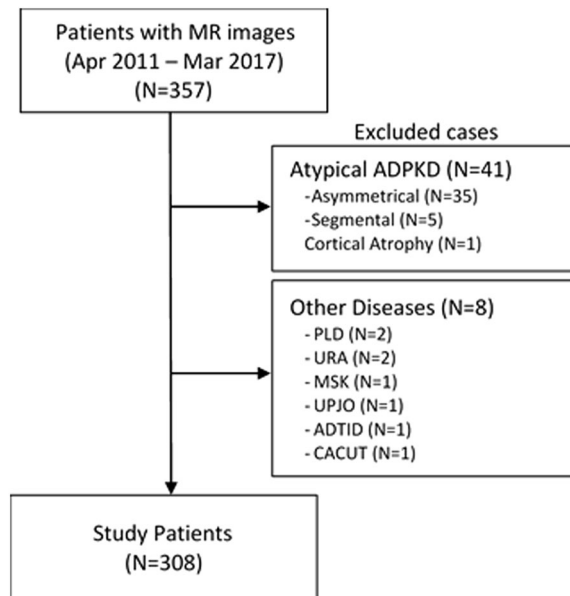 Patients with MR images
(Apr 2011 – Mar 2017)
(N=357)
Excluded cases
Atypical ADPKD (N=41)
-Asymmetrical (N=35)
-Segmental (N=5)
Cortical Atrophy (N=1)
Other Diseases (N=8)
- PLD (N=2)
- URA (N=2)
- MSK (N=1)
- UPJO (N=1)
- ADTID (N=1)
- CACUT (N=1)
Study Patients
(N=308)